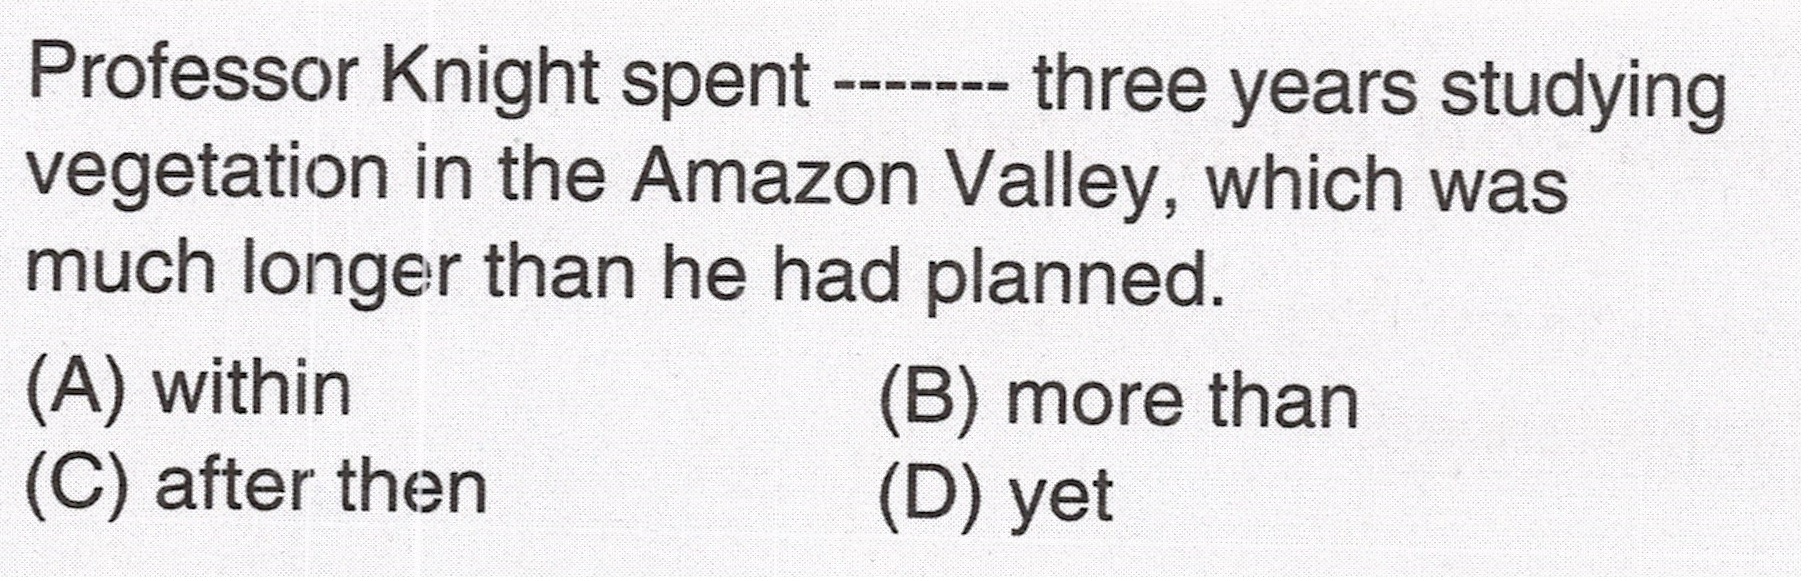 Professor Knight spent ------- three years studying
vegetation in the Amazon Valley, which was
much longer than he had planned.
(A) within (B) more than
(C) after then (D) yet